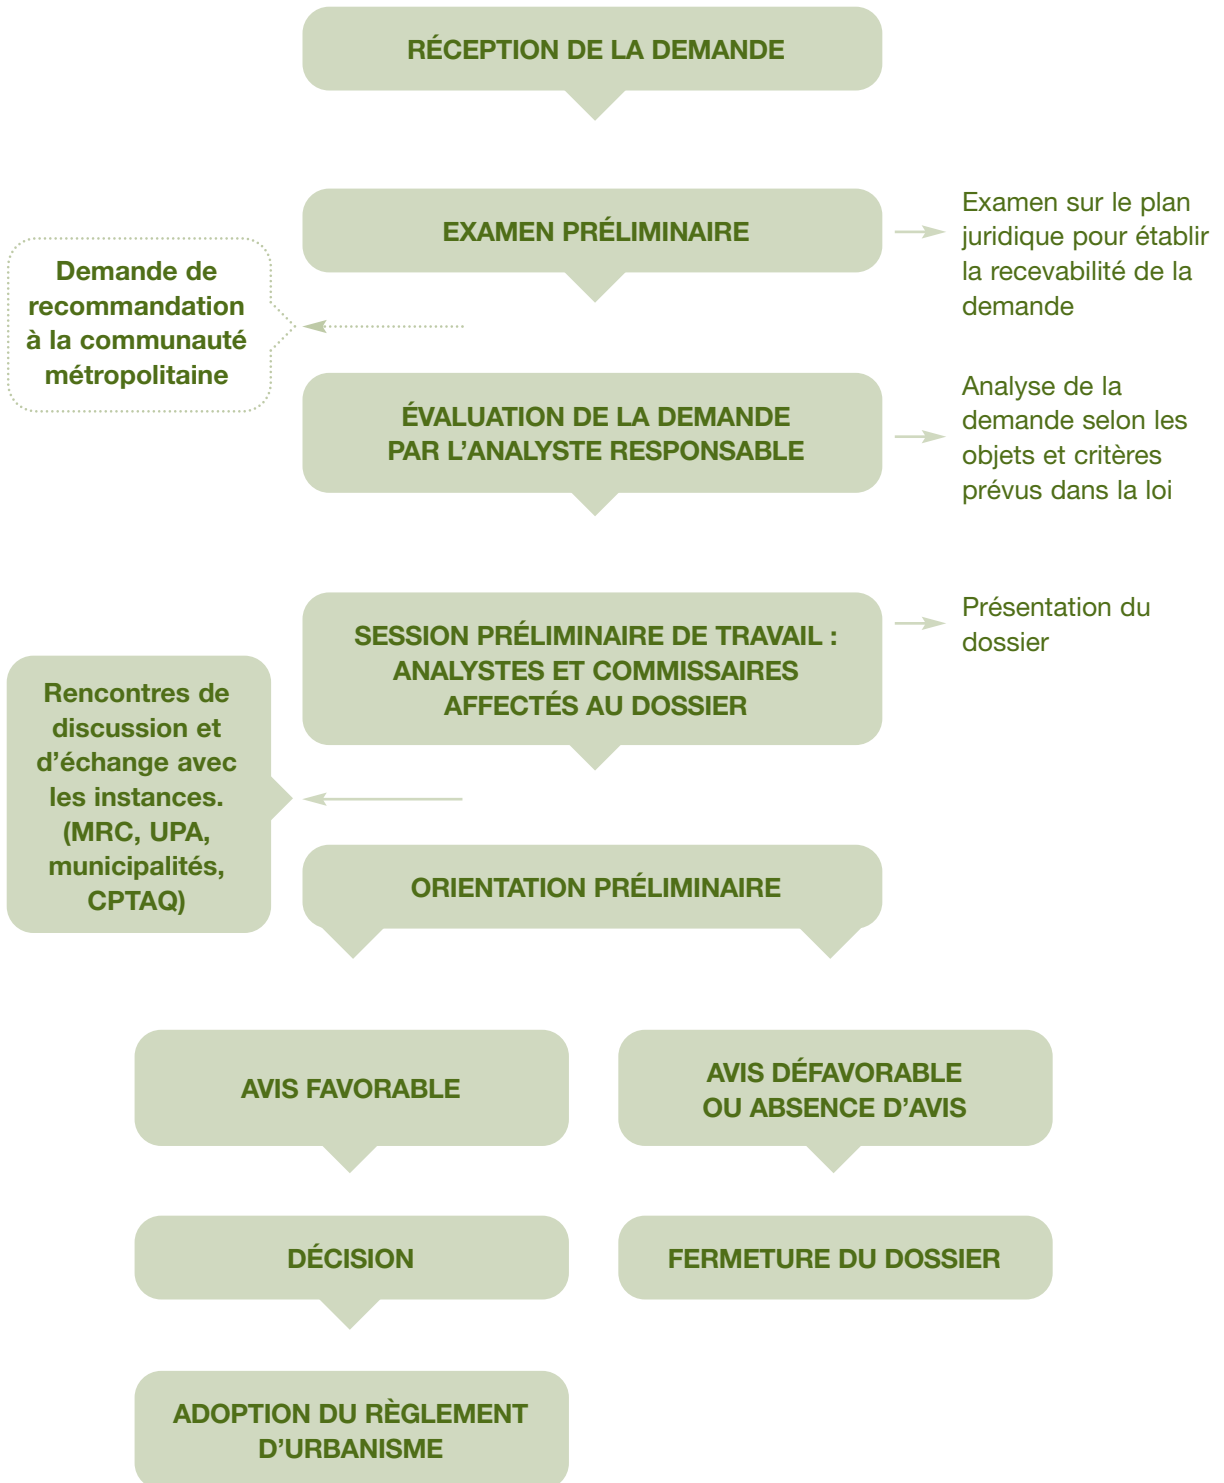 RÉCEPTION DE LA DEMANDE
EXAMEN PRÉLIMINAIRE
Examen sur le plan
juridique pour établir
la recevabilité de la
demande
Demande de
recommandation
à la communauté
métropolitaine
ÉVALUATION DE LA DEMANDE
PAR L’ANALYSTE RESPONSABLE
Analyse de la
demande selon les
objets et critères
prévus dans la loi
SESSION PRÉLIMINAIRE DE TRAVAIL :
ANALYSTES ET COMMISSAIRES
AFFECTÉS AU DOSSIER
Présentation du
dossier
Rencontres de
discussion et
d’échange avec
les instances.
(MRC, UPA,
municipalités,
CPTAQ)
ORIENTATION PRÉLIMINAIRE
AVIS FAVORABLE
AVIS DÉFAVORABLE
OU ABSENCE D’AVIS
DÉCISION
FERMETURE DU DOSSIER
ADOPTION DU RÈGLEMENT
D’URBANISME